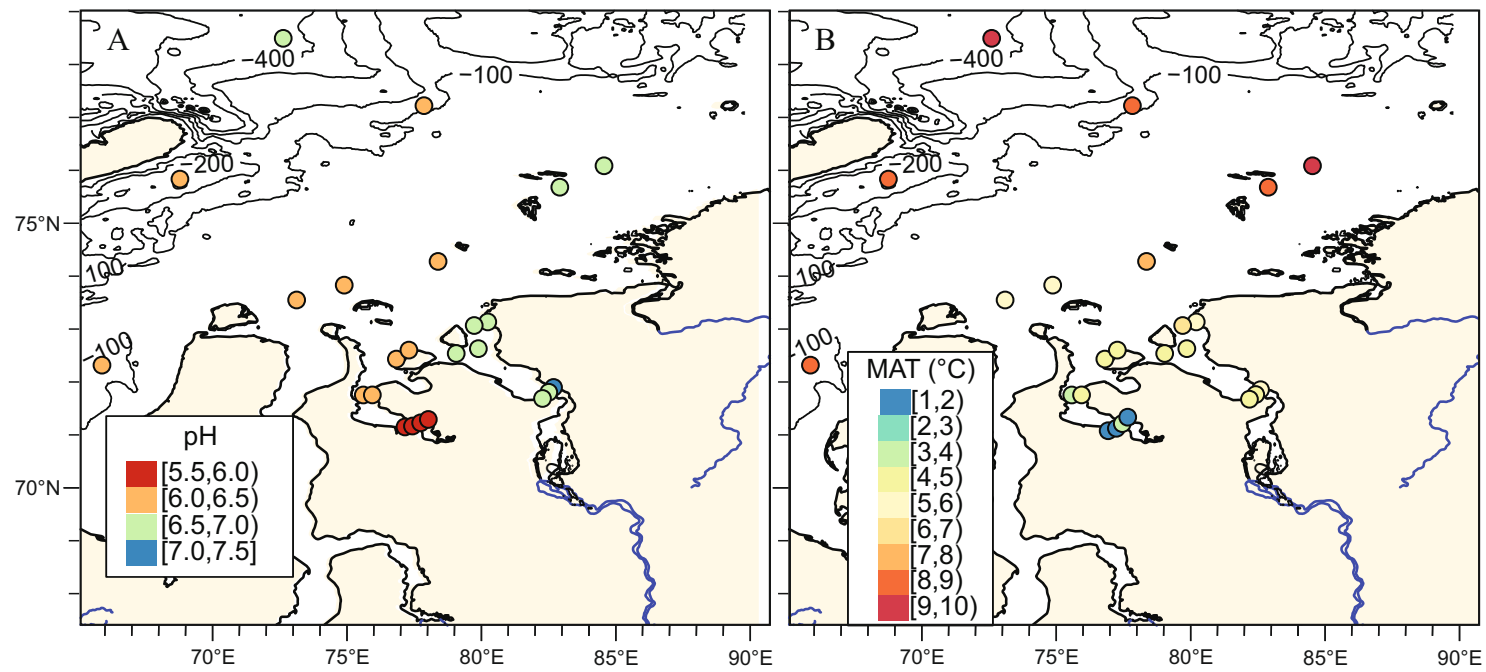 A
−400
−100
−200
75°N
100
−100
pH
[5.5,6.0)
[6.0,6.5)
70°N
[6.5,7.0)
[7.0,7.5]
70°E
75°E
80°E
85°E
90°E
B
−400
−100
−200
100
−100
MAT (°C)
[1,2)
[2,3)
[3,4)
[4,5)
[5,6)
[6,7)
[7,8)
[8,9)
[9,10)
70°E
75°E
80°E
85°E
90°E